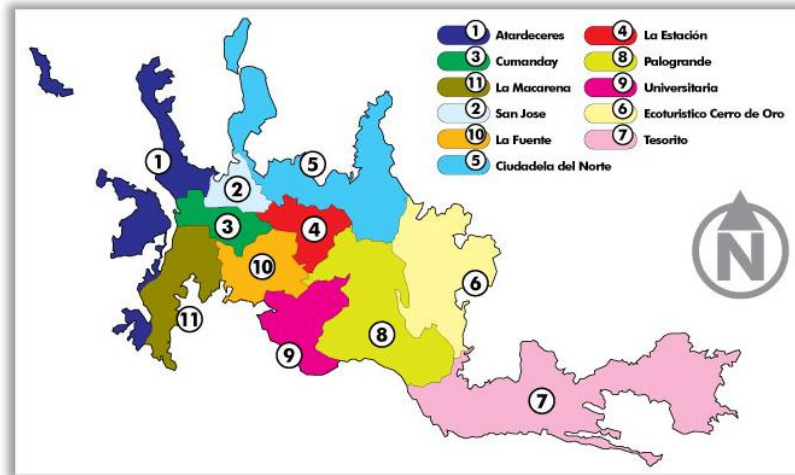 1 Atardeceres
3 Cumanday
11 La Macarena
2 San Jose
10 La Fuente
5 Ciudadela del Norte
4 La Estación
8 Palogrande
9 Universitaria
6 Ecoturistico Cerro de Oro
7 Tesorito
1
2
5
3
4
10
6
11
9
8
7
N